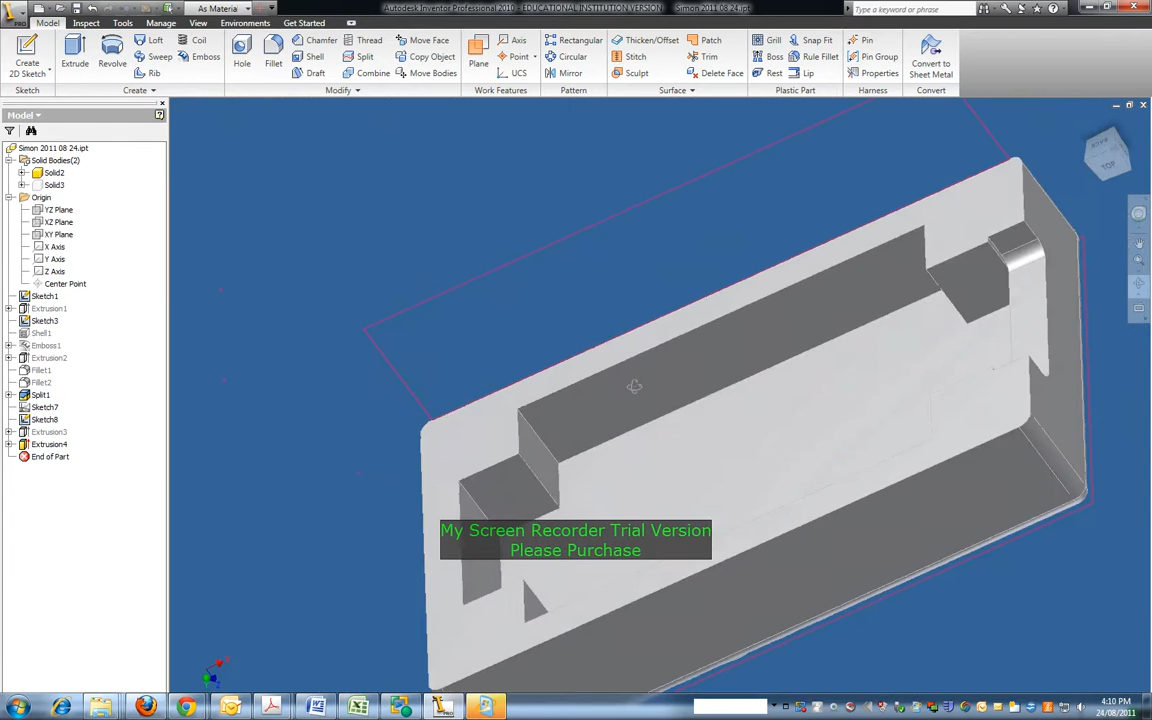 PRO
As Material
Autodesk Inventor Professional 2010 - EDUCATIONAL INSTITUTION VERSION Simon 2011 08 24.ipt
Type a keyword or phrase
Model Inspect Tools Manage View Environments Get Started
Create 2D Sketch
Extrude
Revolve
Loft
Sweep
Rib
Coil
Emboss
Hole
Fillet
Chamfer
Shell
Draft
Thread
Split
Combine
Move Face
Copy Object
Move Bodies
Plane
Axis
Point
UCS
Rectangular
Circular
Mirror
Thicken/Offset
Stitch
Sculpt
Patch
Trim
Delete Face
Grill
Boss
Rest
Snap Fit
Rule Fillet
Lip
Pin
Pin Group
Properties
Convert to Sheet Metal
Sketch
Create
Modify
Work Features
Pattern
Surface
Plastic Part
Harness
Convert
Model
Simon 2011 08 24.ipt
Solid Bodies(2)
Solid2
Solid3
Origin
YZ Plane
XZ Plane
XY Plane
X Axis
Y Axis
Z Axis
Center Point
Sketch1
Extrusion1
Sketch3
Shell1
Emboss1
Extrusion2
Fillet1
Fillet2
Split1
Sketch7
Sketch8
Extrusion3
Extrusion4
End of Part
BACK
TOP
My Screen Recorder Trial Version
Please Purchase
4:10 PM
24/08/2011